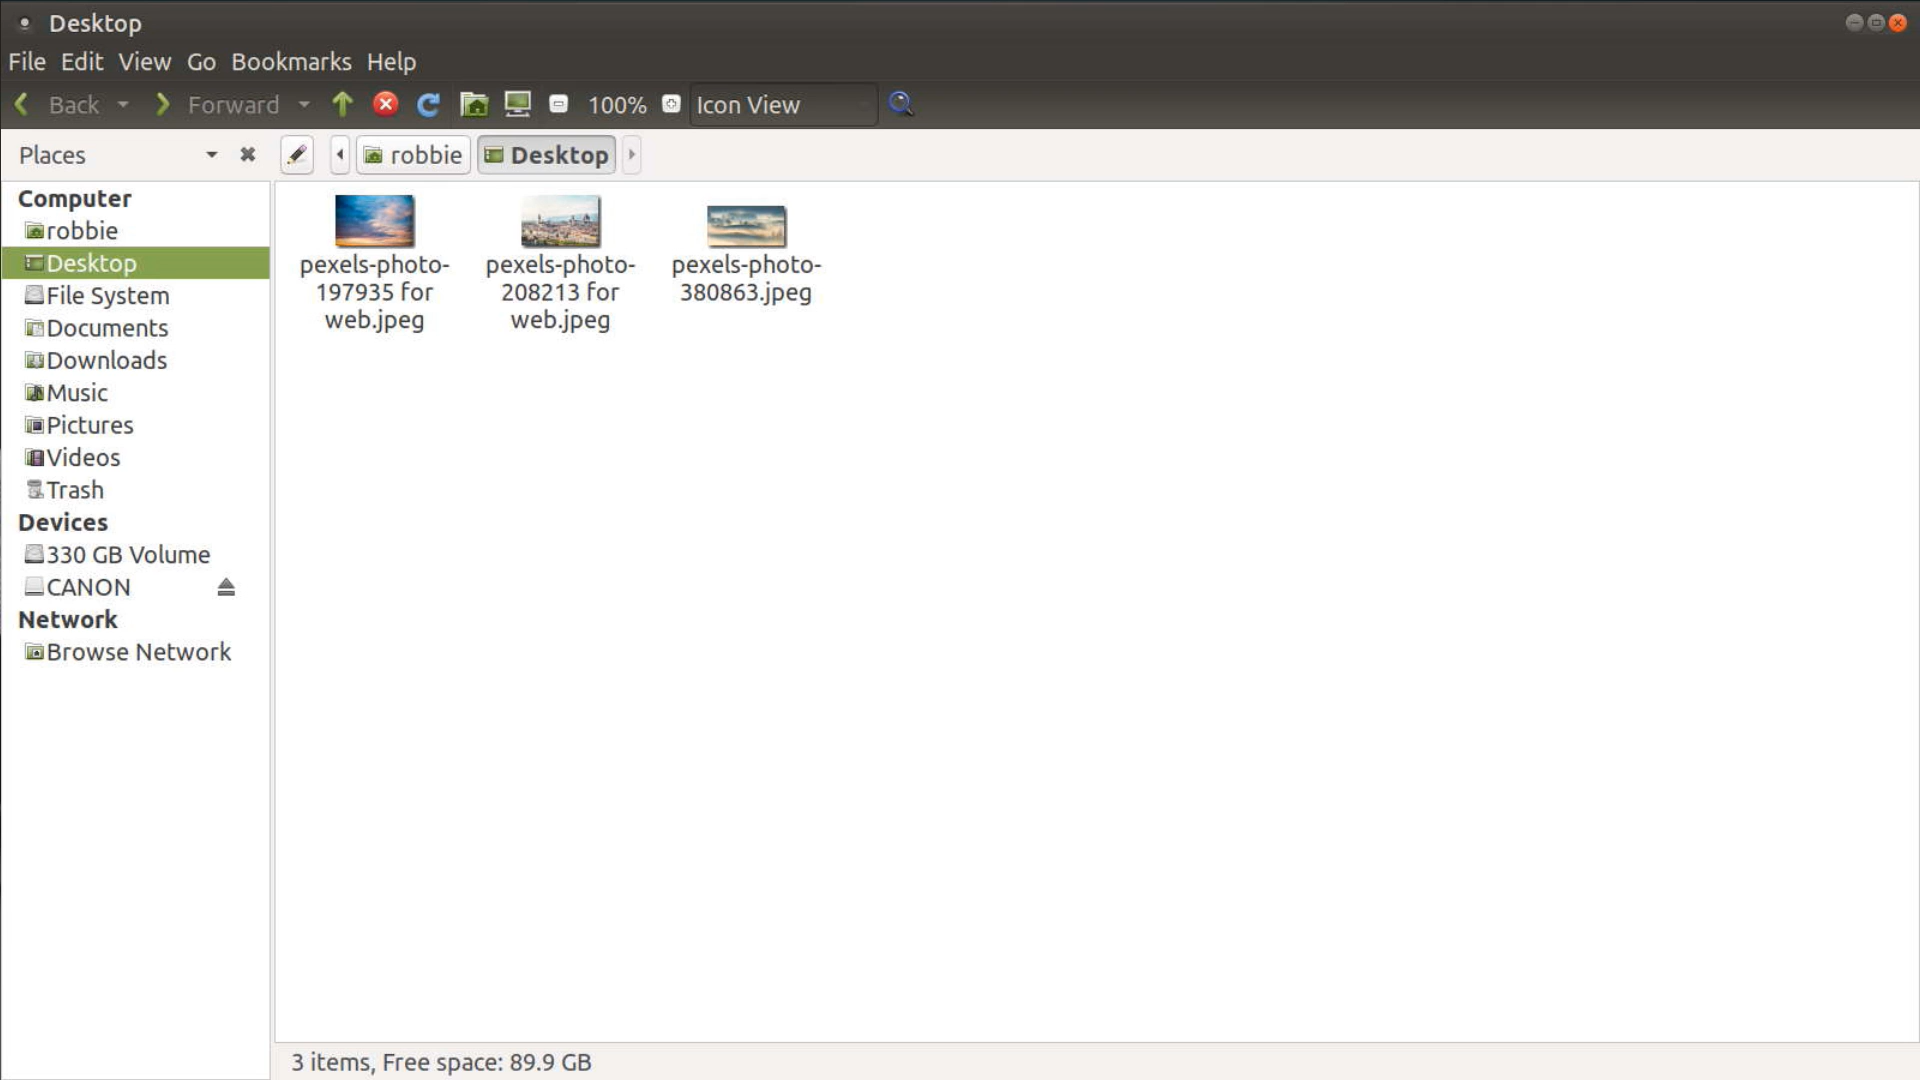 Desktop
File Edit View Go Bookmarks Help
Back Forward 100% Icon View
Places robbie Desktop
Computer
robbie
Desktop
File System
Documents
Downloads
Music
Pictures
Videos
Trash
Devices
330 GB Volume
CANON
Network
Browse Network
pexels-photo-
197935 for
web.jpeg
pexels-photo-
208213 for
web.jpeg
pexels-photo-
380863.jpeg
3 items, Free space: 89.9 GB